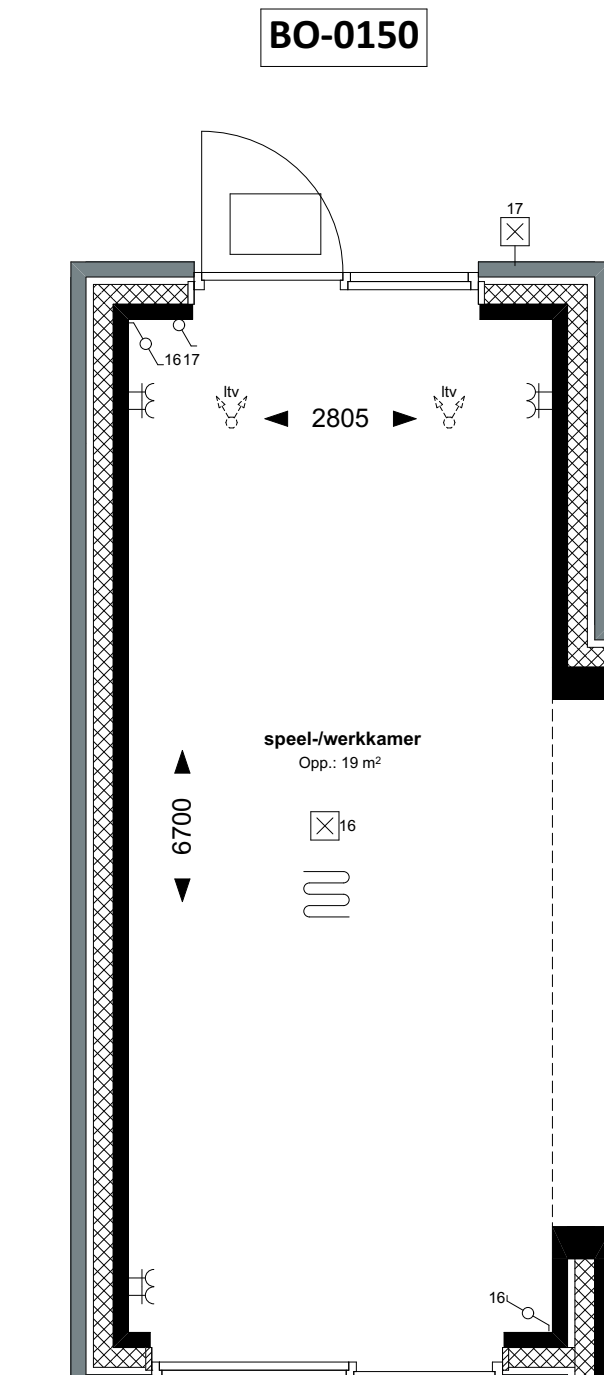 BO-0150
17
1617
ltv
ltv
2805
speel-/werkkamer
Opp.: 19 m²
6700
16
16